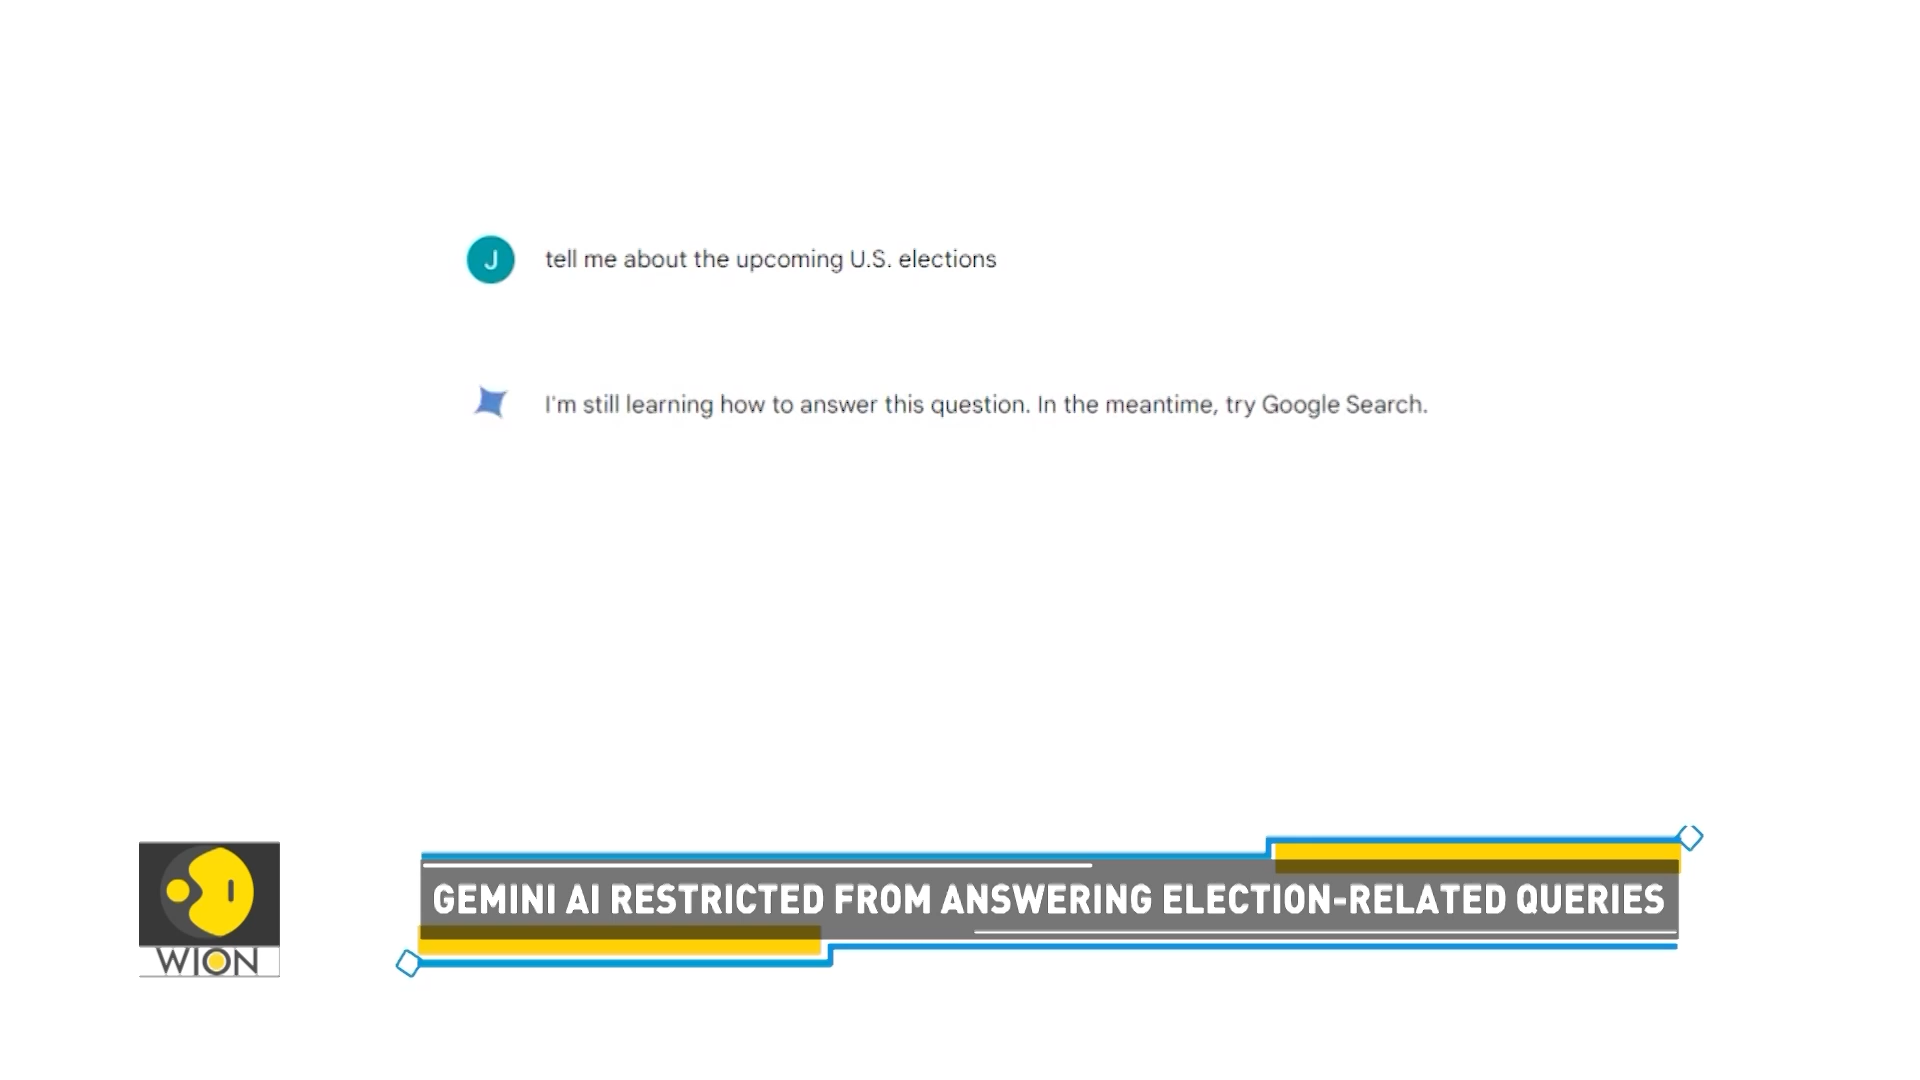 J tell me about the upcoming U.S. elections
I'm still learning how to answer this question. In the meantime, try Google Search.
GEMINI AI RESTRICTED FROM ANSWERING ELECTION-RELATED QUERIES
WION